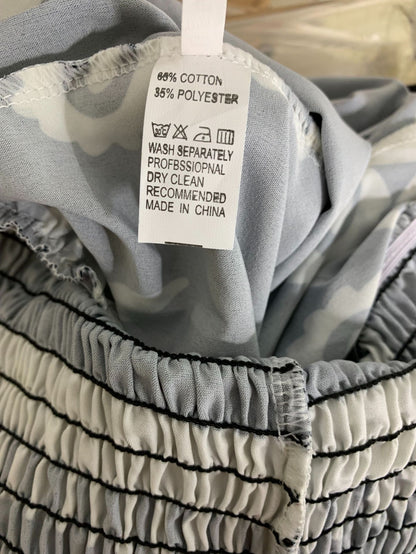 65% COTTON
35% POLYESTER
WASH SEPARATELY
PROFBSSIOPNAL
DRY CLEAN
RECOMMENDED
MADE IN CHINA